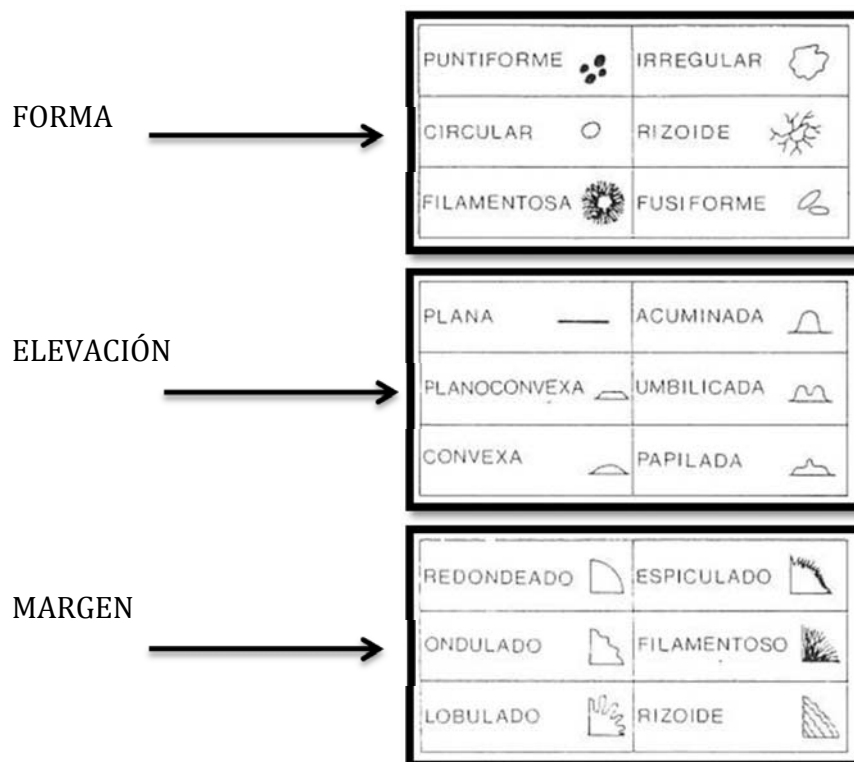 FORMA
PUNTIFORME IRREGULAR
CIRCULAR RIZOIDE
FILAMENTOSA FUSIFORME
ELEVACIÓN
PLANA ACUMINADA
PLANOCONVEXA UMBILICADA
CONVEXA PAPILADA
MARGEN
REDONDEADO ESPICULADO
ONDULADO FILAMENTOSO
LOBULADO RIZOIDE